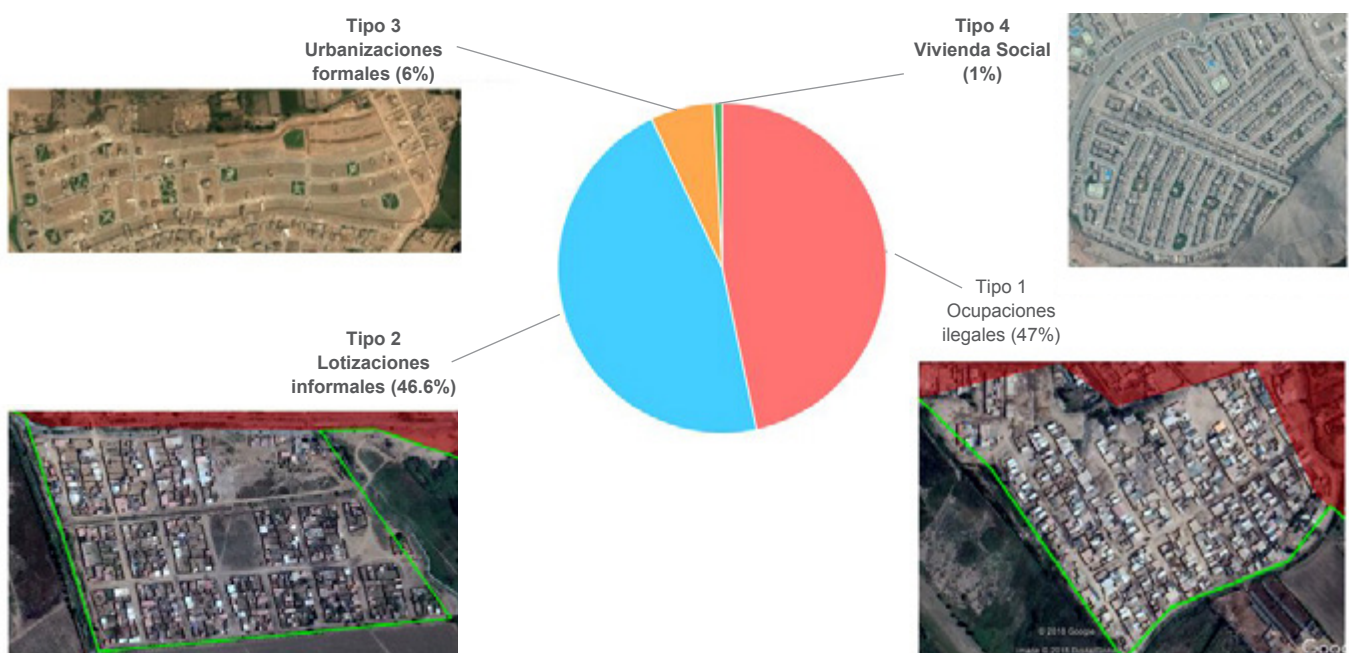 Tipo 3
Urbanizaciones
formales (6%)
Tipo 4
Vivienda Social
(1%)
Tipo 1
Ocupaciones
ilegales (47%)
Tipo 2
Lotizaciones
informales (46.6%)
© 2018 Google